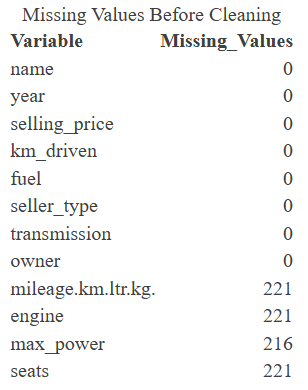 Missing Values Before Cleaning
Variable Missing_Values
name 0
year 0
selling_price 0
km_driven 0
fuel 0
seller_type 0
transmission 0
owner 0
mileage.km.ltr.kg. 221
engine 221
max_power 216
seats 221